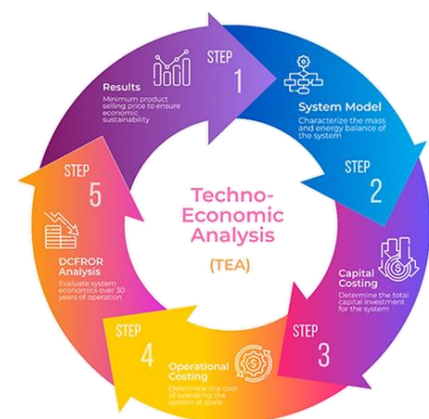 Techno-
Economic
Analysis
(TEA)
STEP
1
System Model
Characterize the mass
and energy balance of
the system
STEP
2
Capital
Costing
Determine the total
capital investment
for the system
STEP
3
Operational
Costing
Determine the cost
of operating the
system at scale
STEP
4
DCFROR
Analysis
Evaluate system
economics over 30
years of operation
STEP
5
Results
Minimum product
selling price to ensure
economic
sustainability